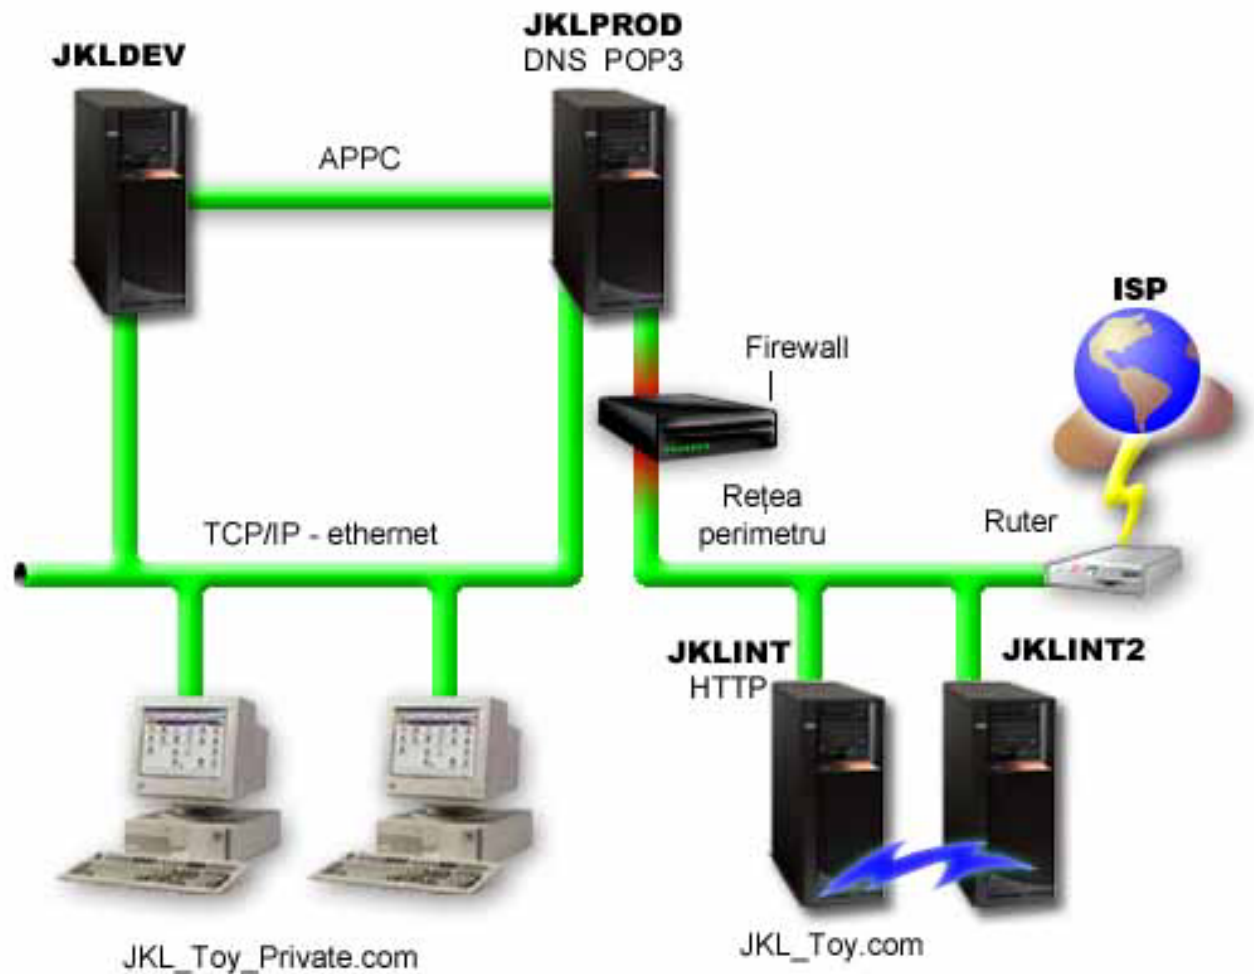 JKLDEV
JKLPROD
DNS POP3
APPC
ISP
Firewall
Rețea
perimetru
Ruter
TCP/IP - ethernet
JKLINT
HTTP
JKLINT2
JKL_Toy_Private.com
JKL_Toy.com